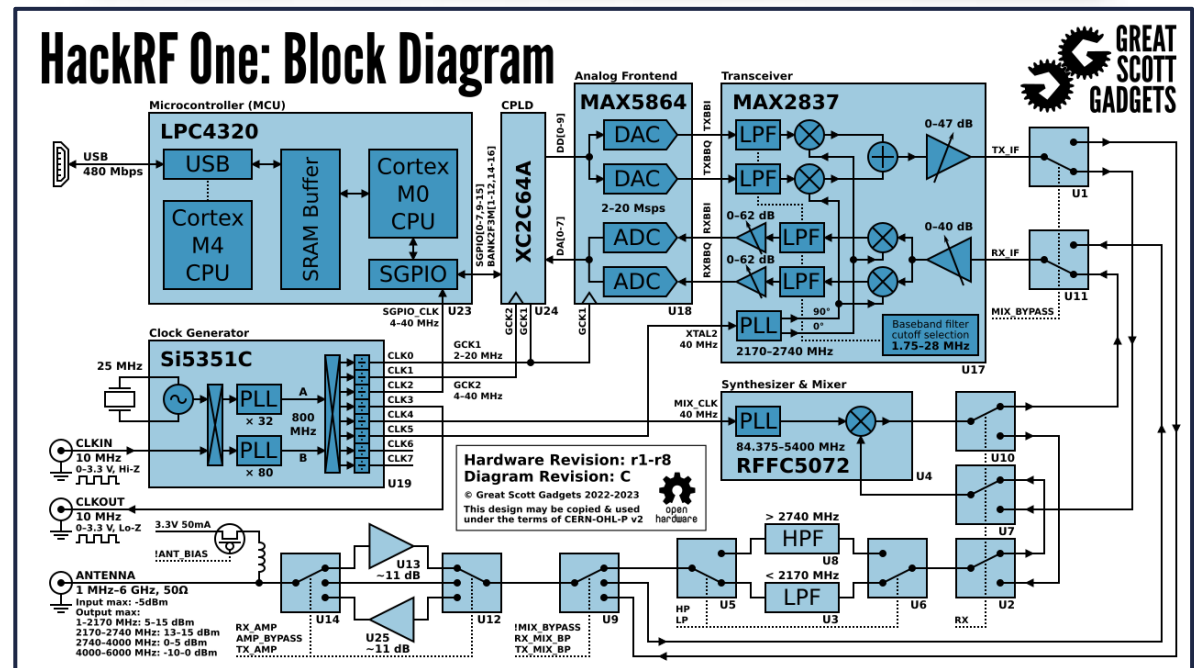 HackRF One: Block Diagram
GREAT
SCOTT
GADGETS
Microcontroller (MCU)
LPC4320
USB
480 Mbps
USB
Cortex
M4
CPU
SRAM Buffer
Cortex
M0
CPU
SGPIO
U23
SGPIO_CLK
4–40 MHz
SGPIO[0-7,9-15]
BANK2F3M[1-12,14-16]
CPLD
XC2C64A
U24
GCK2
GCK1
DD[0-9]
DA[0-7]
Analog Frontend
MAX5864
DAC
DAC
2–20 Msps
ADC
ADC
U18
GCK1
TXBBI
TXBBQ
RXBBI
RXBBQ
Transceiver
MAX2837
LPF
LPF
0–47 dB
0–62 dB
LPF
0–62 dB
LPF
0–40 dB
PLL
90°
0°
2170–2740 MHz
Baseband filter
cutoff selection
1.75–28 MHz
U17
XTAL2
40 MHz
TX_IF
U1
RX_IF
U11
MIX_BYPASS
Clock Generator
Si5351C
25 MHz
PLL
× 32
A
800
MHz
PLL
× 80
B
U19
CLK0
CLK1
CLK2
CLK3
CLK4
CLK5
CLK6
CLK7
GCK1
2–20 MHz
GCK2
4–40 MHz
CLKIN
10 MHz
0–3.3 V, Hi-Z
CLKOUT
10 MHz
0–3.3 V, Lo-Z
Hardware Revision: r1-r8
Diagram Revision: C
© Great Scott Gadgets 2022-2023
This design may be copied & used
under the terms of CERN-OHL-P v2
open
hardware
Synthesizer & Mixer
MIX_CLK
40 MHz
PLL
84.375–5400 MHz
RFFC5072
U4
U10
U7
U2
RX
3.3V 50mA
!ANT_BIAS
ANTENNA
1 MHz–6 GHz, 50Ω
Input max: -5dBm
Output max:
1–2170 MHz: 5–15 dBm
2170–2740 MHz: 13–15 dBm
2740–4000 MHz: 0–5 dBm
4000–6000 MHz: -10–0 dBm
U14
RX_AMP
AMP_BYPASS
TX_AMP
U13
~11 dB
U25
~11 dB
U12
U9
!MIX_BYPASS
RX_MIX_BP
TX_MIX_BP
U5
HP
LP
> 2740 MHz
HPF
U8
< 2170 MHz
LPF
U3
U6